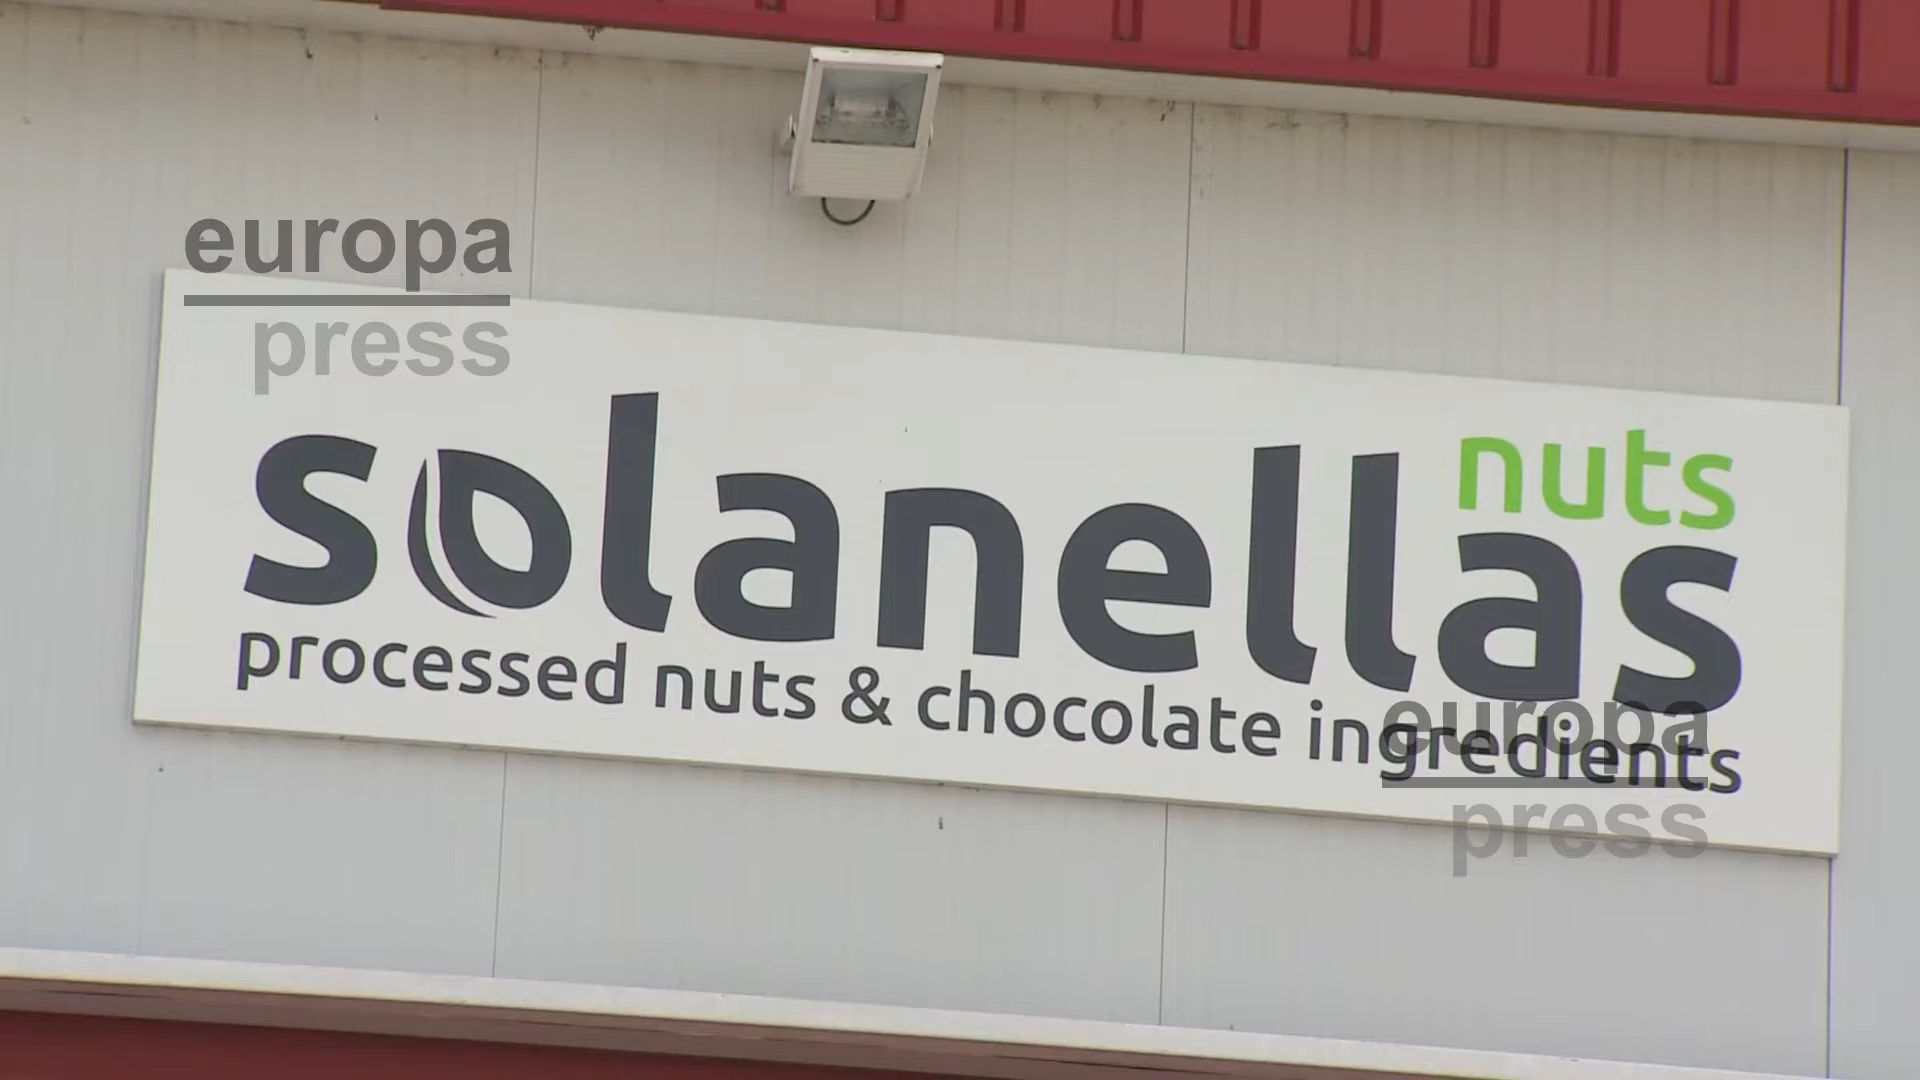 europa
press
nuts
solanellas
processed nuts & chocolate ingredients
europa
press